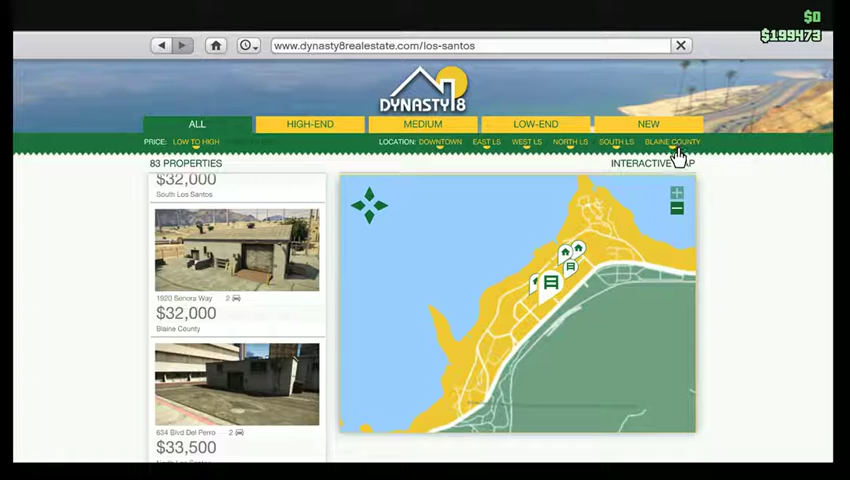 $0
$199473
www.dynasty8realestate.com/los-santos
DYNASTY8
ALL HIGH-END MEDIUM LOW-END NEW
PRICE: LOW TO HIGH LOCATION: DOWNTOWN EAST LS WEST LS NORTH LS SOUTH LS BLAINE COUNTY
83 PROPERTIES INTERACTIVE MAP
$32,000
South Los Santos
1920 Senora Way 2
$32,000
Blaine County
634 Blvd Del Perro 2
$33,500